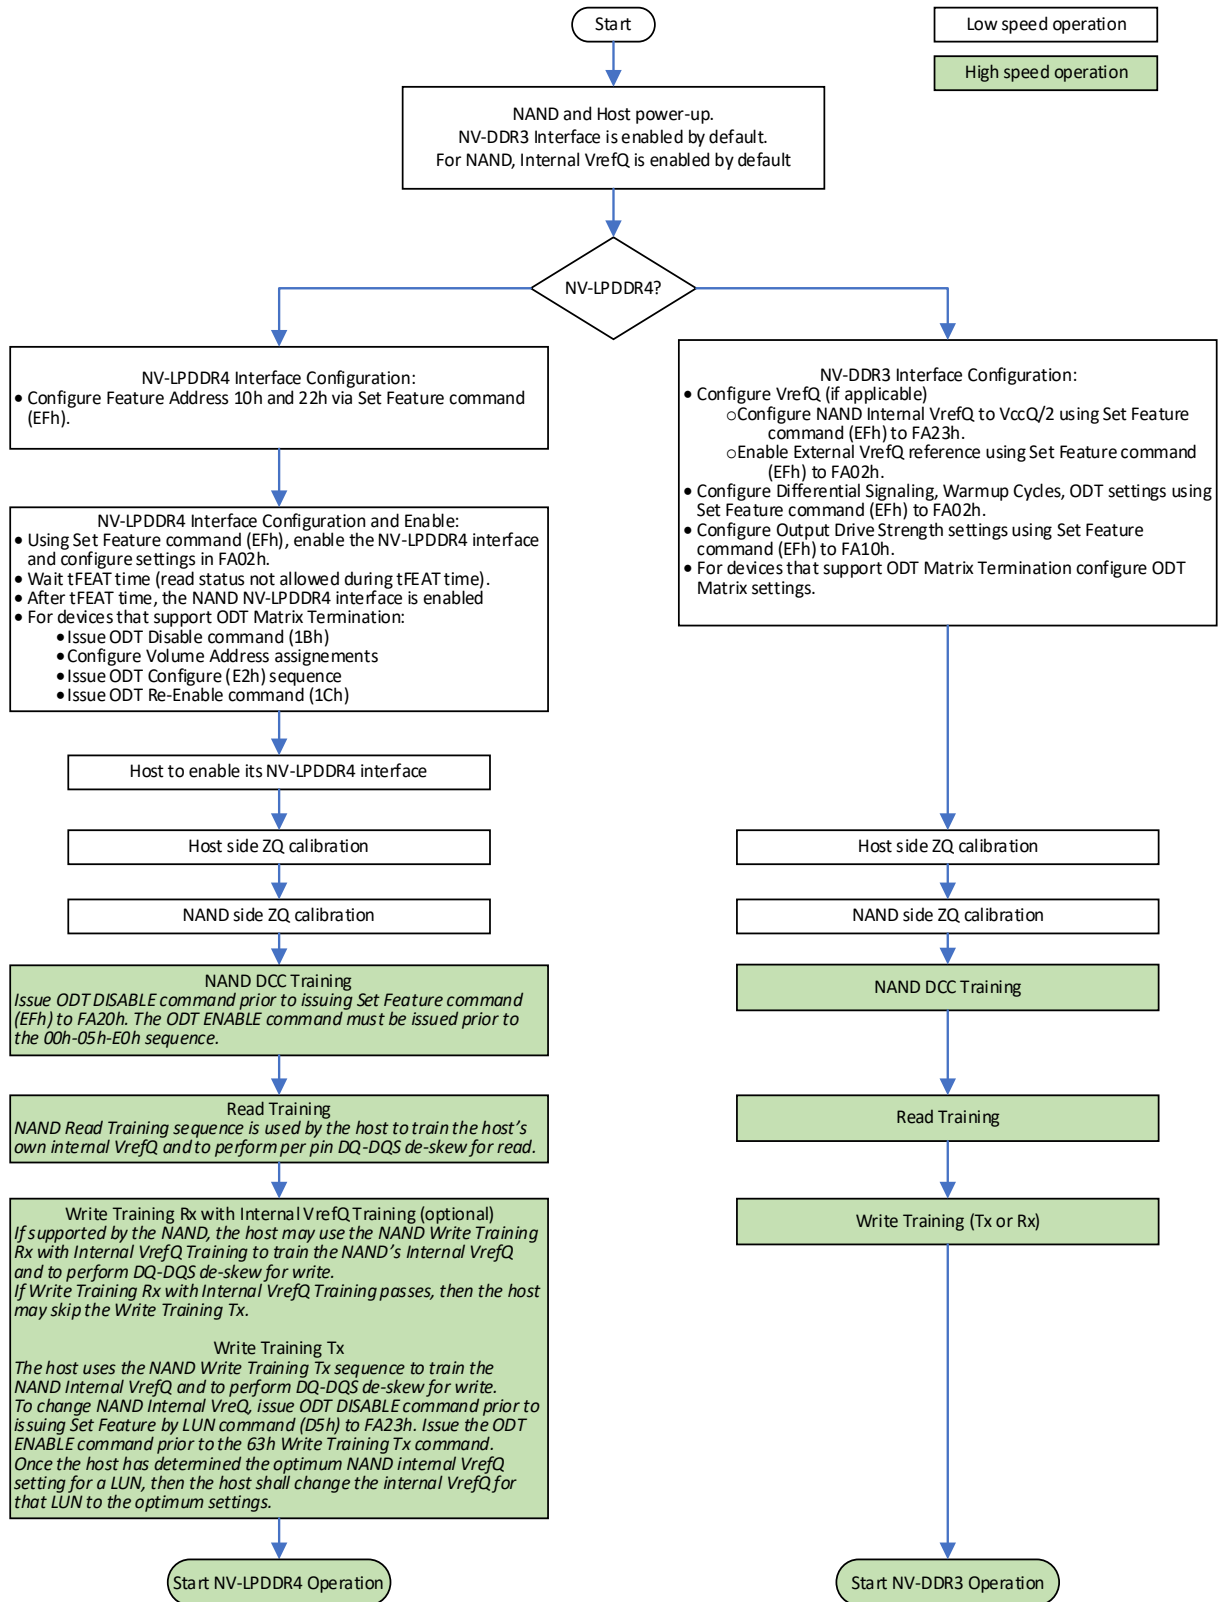 Start
Low speed operation
High speed operation
NAND and Host power-up.
NV-DDR3 Interface is enabled by default.
For NAND, Internal VrefQ is enabled by default
NV-LPDDR4?
NV-LPDDR4 Interface Configuration:
• Configure Feature Address 10h and 22h via Set Feature command
(EFh).
NV-LPDDR4 Interface Configuration and Enable:
• Using Set Feature command (EFh), enable the NV-LPDDR4 interface
and configure settings in FA02h.
• Wait tFEAT time (read status not allowed during tFEAT time).
• After tFEAT time, the NAND NV-LPDDR4 interface is enabled
• For devices that support ODT Matrix Termination:
• Issue ODT Disable command (1Bh)
• Configure Volume Address assignements
• Issue ODT Configure (E2h) sequence
• Issue ODT Re-Enable command (1Ch)
Host to enable its NV-LPDDR4 interface
Host side ZQ calibration
NAND side ZQ calibration
NAND DCC Training
Issue ODT DISABLE command prior to issuing Set Feature command
(EFh) to FA20h. The ODT ENABLE command must be issued prior to
the 00h-05h-E0h sequence.
Read Training
NAND Read Training sequence is used by the host to train the host's
own internal VrefQ and to perform per pin DQ-DQS de-skew for read.
Write Training Rx with Internal VrefQ Training (optional)
If supported by the NAND, the host may use the NAND Write Training
Rx with Internal VrefQ Training to train the NAND's Internal VrefQ
and to perform DQ-DQS de-skew for write.
If Write Training Rx with Internal VrefQ Training passes, then the host
may skip the Write Training Tx.
Write Training Tx
The host uses the NAND Write Training Tx sequence to train the
NAND Internal VrefQ and to perform DQ-DQS de-skew for write.
To change NAND Internal VreQ, issue ODT DISABLE command prior to
issuing Set Feature by LUN command (D5h) to FA23h. Issue the ODT
ENABLE command prior to the 63h Write Training Tx command.
Once the host has determined the optimum NAND internal VrefQ
setting for a LUN, then the host shall change the internal VrefQ for
that LUN to the optimum settings.
Start NV-LPDDR4 Operation
NV-DDR3 Interface Configuration:
• Configure VrefQ (if applicable)
○Configure NAND Internal VrefQ to VccQ/2 using Set Feature
command (EFh) to FA23h.
○Enable External VrefQ reference using Set Feature command
(EFh) to FA02h.
• Configure Differential Signaling, Warmup Cycles, ODT settings using
Set Feature command (EFh) to FA02h.
• Configure Output Drive Strength settings using Set Feature
command (EFh) to FA10h.
• For devices that support ODT Matrix Termination configure ODT
Matrix settings.
Host side ZQ calibration
NAND side ZQ calibration
NAND DCC Training
Read Training
Write Training (Tx or Rx)
Start NV-DDR3 Operation